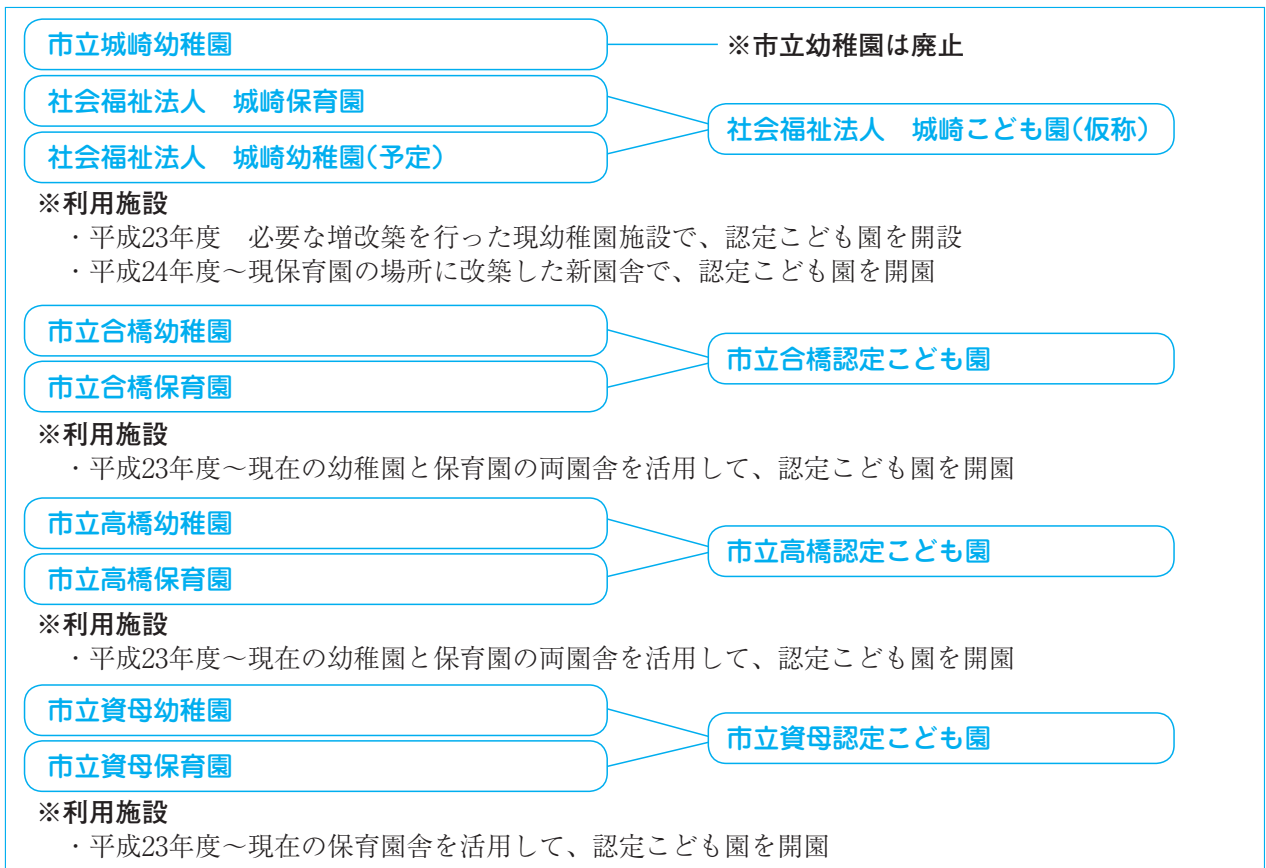 市立城崎幼稚園
※市立幼稚園は廃止
社会福祉法人　城崎保育園
社会福祉法人　城崎幼稚園(予定)
社会福祉法人　城崎こども園(仮称)
※利用施設
・平成23年度　必要な増改築を行った現幼稚園施設で、認定こども園を開設
・平成24年度～現保育園の場所に改築した新園舎で、認定こども園を開園
市立合橋幼稚園
市立合橋保育園
市立合橋認定こども園
※利用施設
・平成23年度～現在の幼稚園と保育園の両園舎を活用して、認定こども園を開園
市立高橋幼稚園
市立高橋保育園
市立高橋認定こども園
※利用施設
・平成23年度～現在の幼稚園と保育園の両園舎を活用して、認定こども園を開園
市立資母幼稚園
市立資母保育園
市立資母認定こども園
※利用施設
・平成23年度～現在の保育園舎を活用して、認定こども園を開園